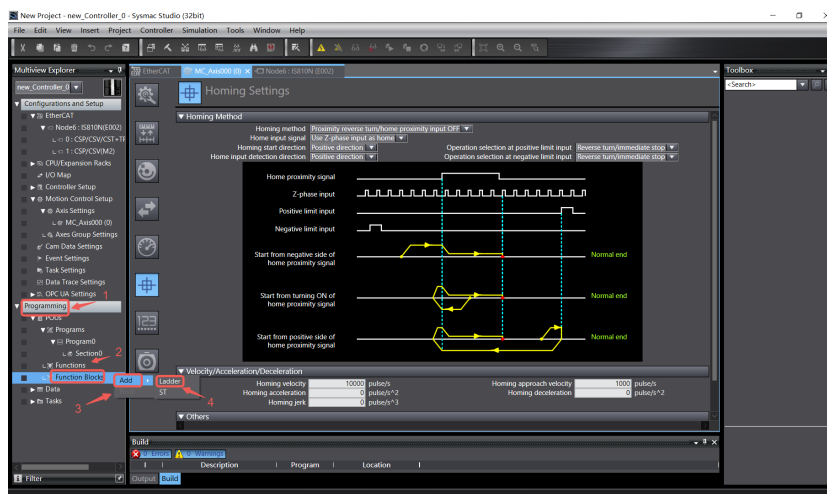 New Project - new_Controller_0 - Sysmac Studio (32bit)
File Edit View Insert Project Controller Simulation Tools Window Help
Multiview Explorer
new_Controller_0
Configurations and Setup
EtherCAT
Node6 : IS810N(E002)
0 : CSP/CSV/CST+TF
1 : CSP/CSV(M2)
CPU/Expansion Racks
I/O Map
Controller Setup
Motion Control Setup
Axis Settings
MC_Axis000 (0)
Axes Group Settings
Cam Data Settings
Event Settings
Task Settings
Data Trace Settings
OPC UA Settings
1
Programming
POUs
Programs
Program0
Section0
2
Functions
Function Blocks
Data
Tasks
3
Add
Ladder
ST
4
Filter
EtherCAT
MC_Axis000 (0)
Node6 : IS810N (E002)
Homing Settings
Homing Method
Homing method Proximity reverse turn/home proximity input OFF
Home input signal Use Z-phase input as home
Homing start direction Positive direction Operation selection at positive limit input Reverse turn/immediate stop
Home input detection direction Positive direction Operation selection at negative limit input Reverse turn/immediate stop
Home proximity signal
Z-phase input
Positive limit input
Negative limit input
Start from negative side of
home proximity signal
Normal end
Start from turning ON of
home proximity signal
Normal end
Start from positive side of
home proximity signal
Normal end
Velocity/Acceleration/Deceleration
Homing velocity 10000 pulse/s Homing approach velocity 1000 pulse/s
Homing acceleration 0 pulse/s^2 Homing deceleration 0 pulse/s^2
Homing jerk 0 pulse/s^3
Others
Build
0 Errors 0 Warnings
Description Program Location
Output Build
Toolbox
<Search>